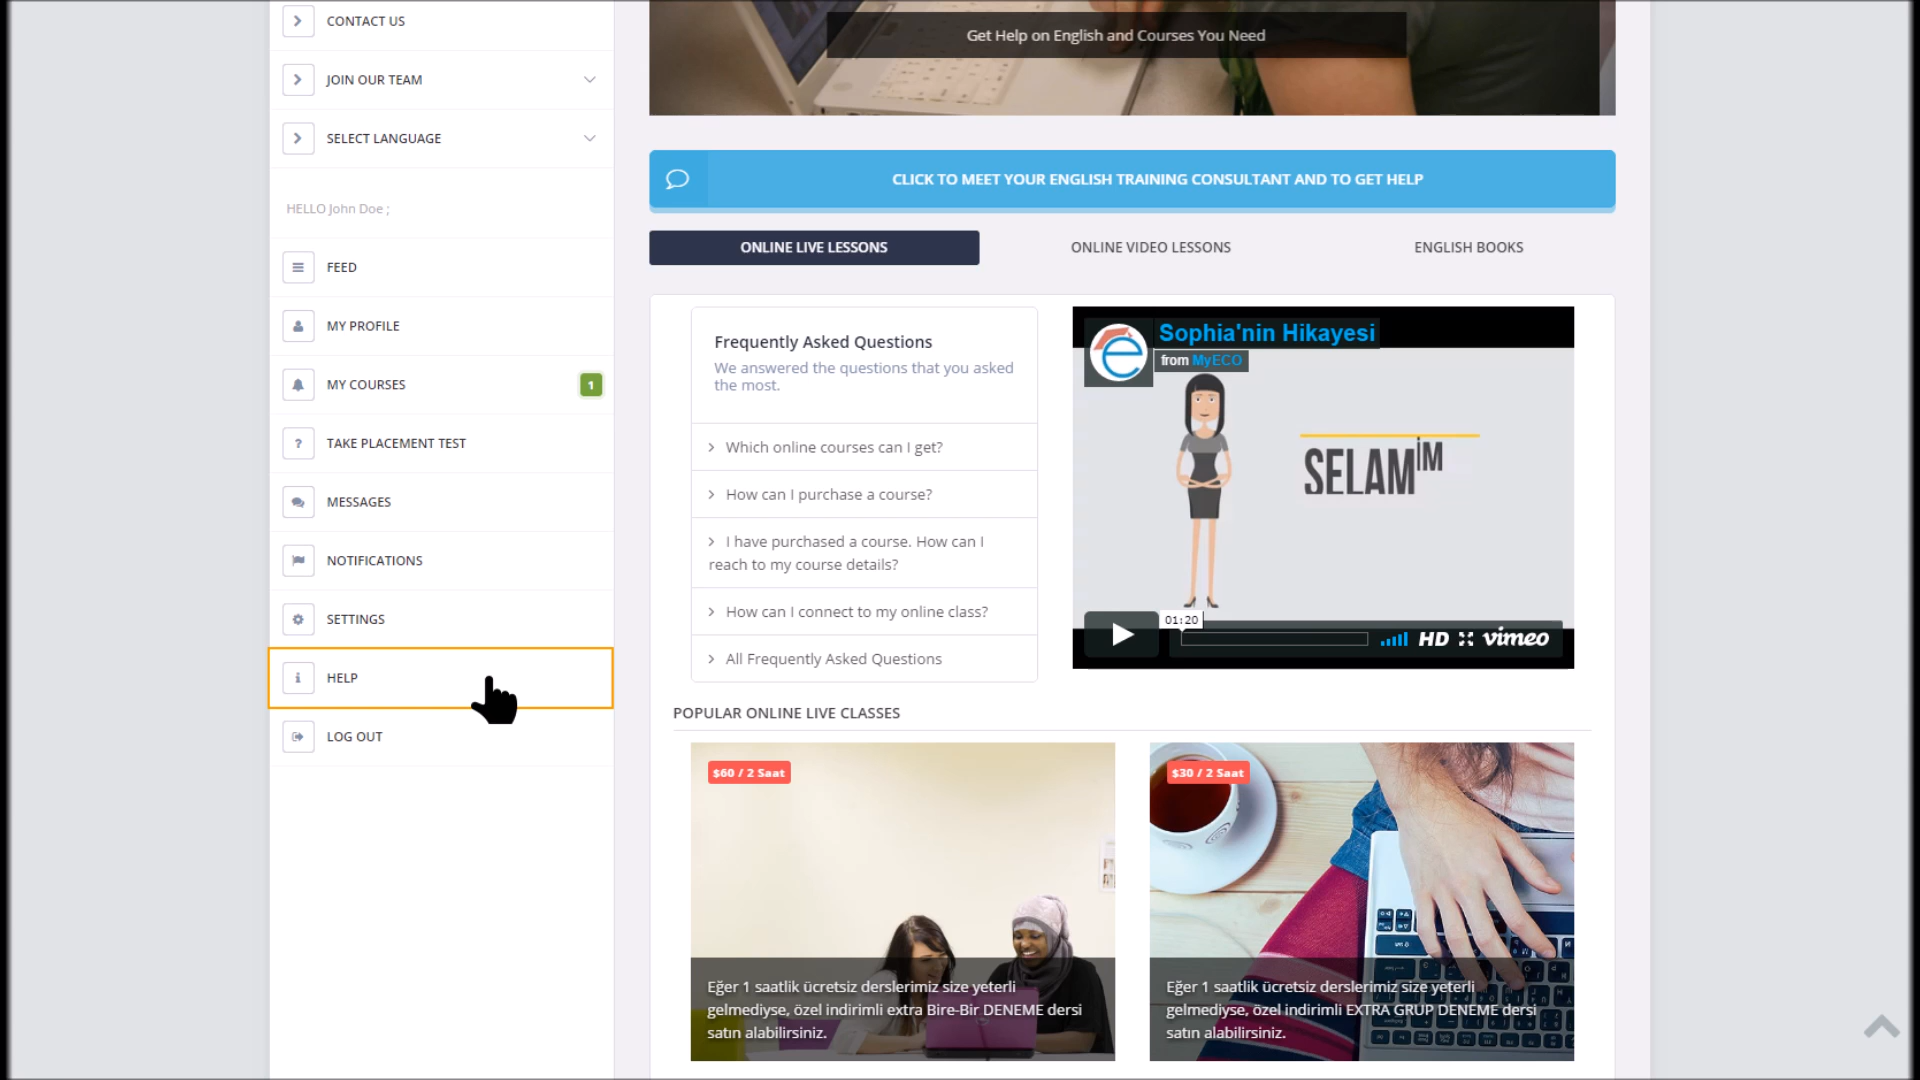 CONTACT US
JOIN OUR TEAM
SELECT LANGUAGE
HELLO John Doe ;
FEED
MY PROFILE
MY COURSES
1
TAKE PLACEMENT TEST
MESSAGES
NOTIFICATIONS
SETTINGS
HELP
LOG OUT
Get Help on English and Courses You Need
CLICK TO MEET YOUR ENGLISH TRAINING CONSULTANT AND TO GET HELP
ONLINE LIVE LESSONS
ONLINE VIDEO LESSONS
ENGLISH BOOKS
Frequently Asked Questions
We answered the questions that you asked
the most.
Which online courses can I get?
How can I purchase a course?
I have purchased a course. How can I
reach to my course details?
How can I connect to my online class?
All Frequently Asked Questions
Sophia'nin Hikayesi
from MyECO
SELAM İM
01:20
HD vimeo
POPULAR ONLINE LIVE CLASSES
$60 / 2 Saat
Eğer 1 saatlik ücretsiz derslerimiz size yeterli
gelmediyse, özel indirimli extra Bire-Bir DENEME dersi
satın alabilirsiniz.
$30 / 2 Saat
Eğer 1 saatlik ücretsiz derslerimiz size yeterli
gelmediyse, özel indirimli EXTRA GRUP DENEME dersi
satın alabilirsiniz.